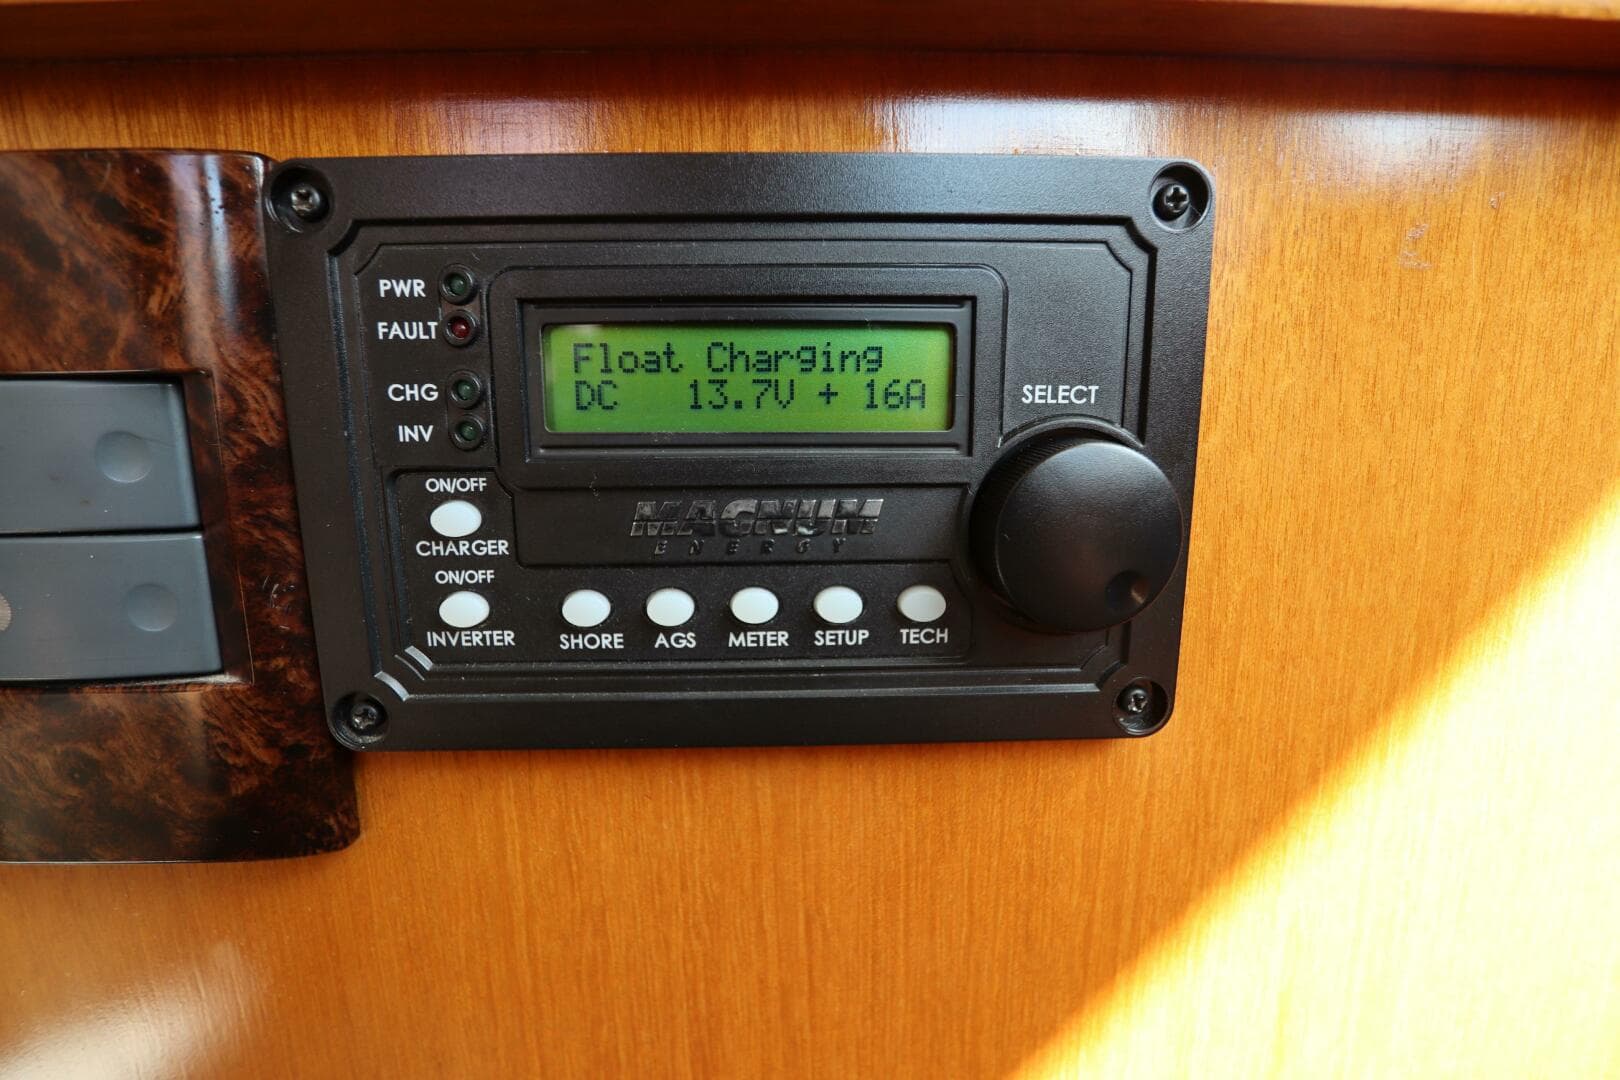 PWR
FAULT
CHG
INV
Float Charging
DC 13.7V + 16A
SELECT
ON/OFF
CHARGER
ON/OFF
INVERTER
MAGNUM
ENERGY
SHORE
AGS
METER
SETUP
TECH